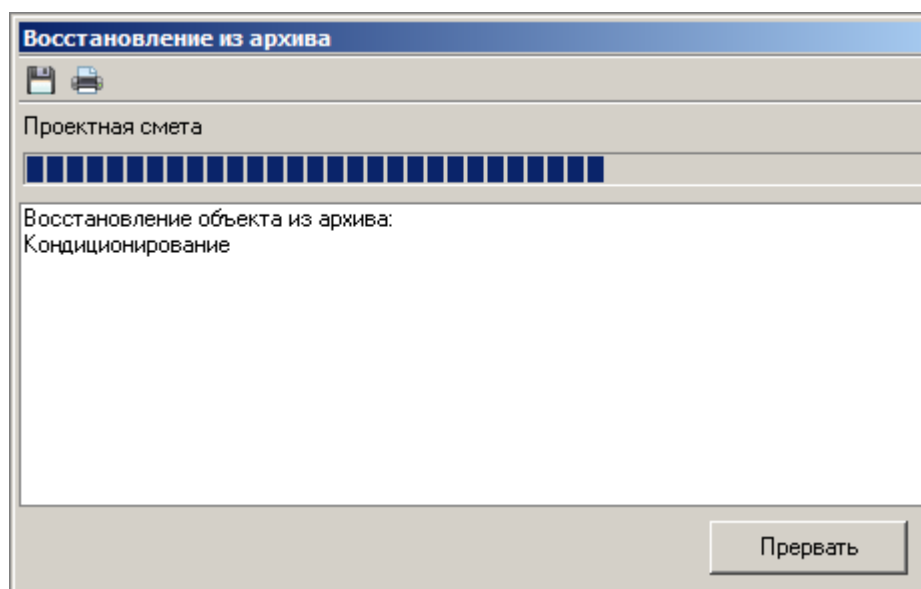 Восстановление из архива
Проектная смета
Восстановление объекта из архива:
Кондиционирование
Прервать